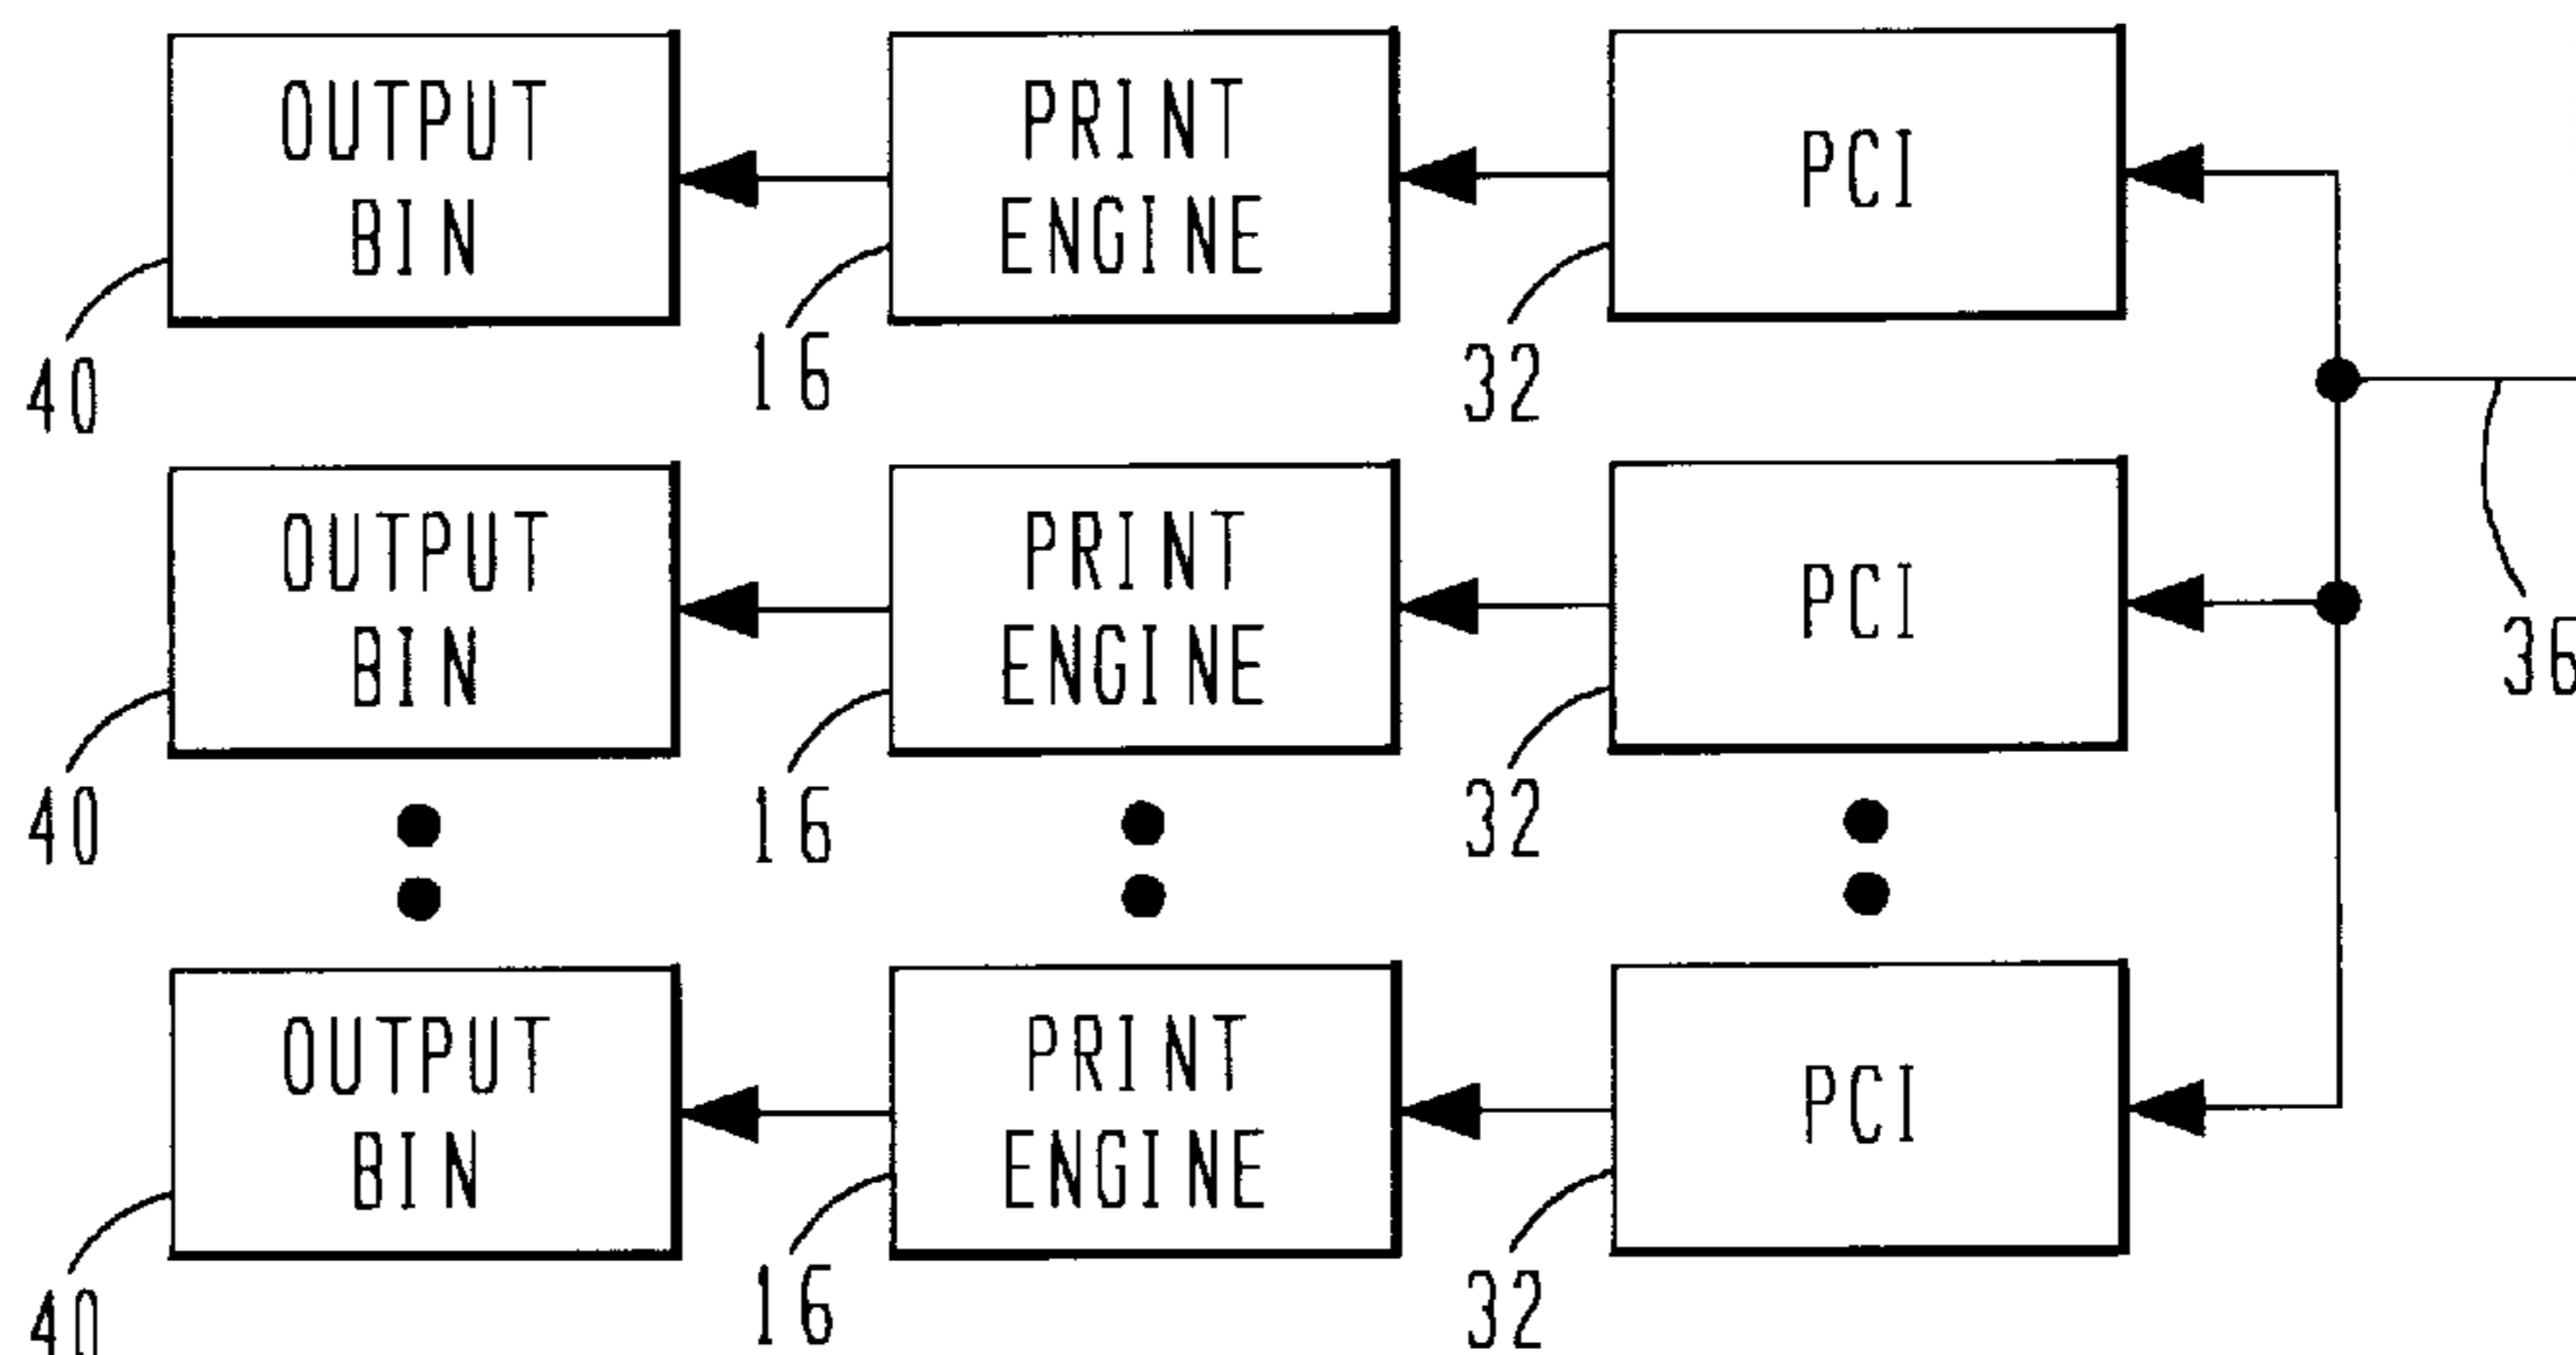 OUTPUT
BIN
PRINT
ENGINE
PCI
40
16
32
OUTPUT
BIN
PRINT
ENGINE
PCI
36
40
16
32
OUTPUT
BIN
PRINT
ENGINE
PCI
40
16
32